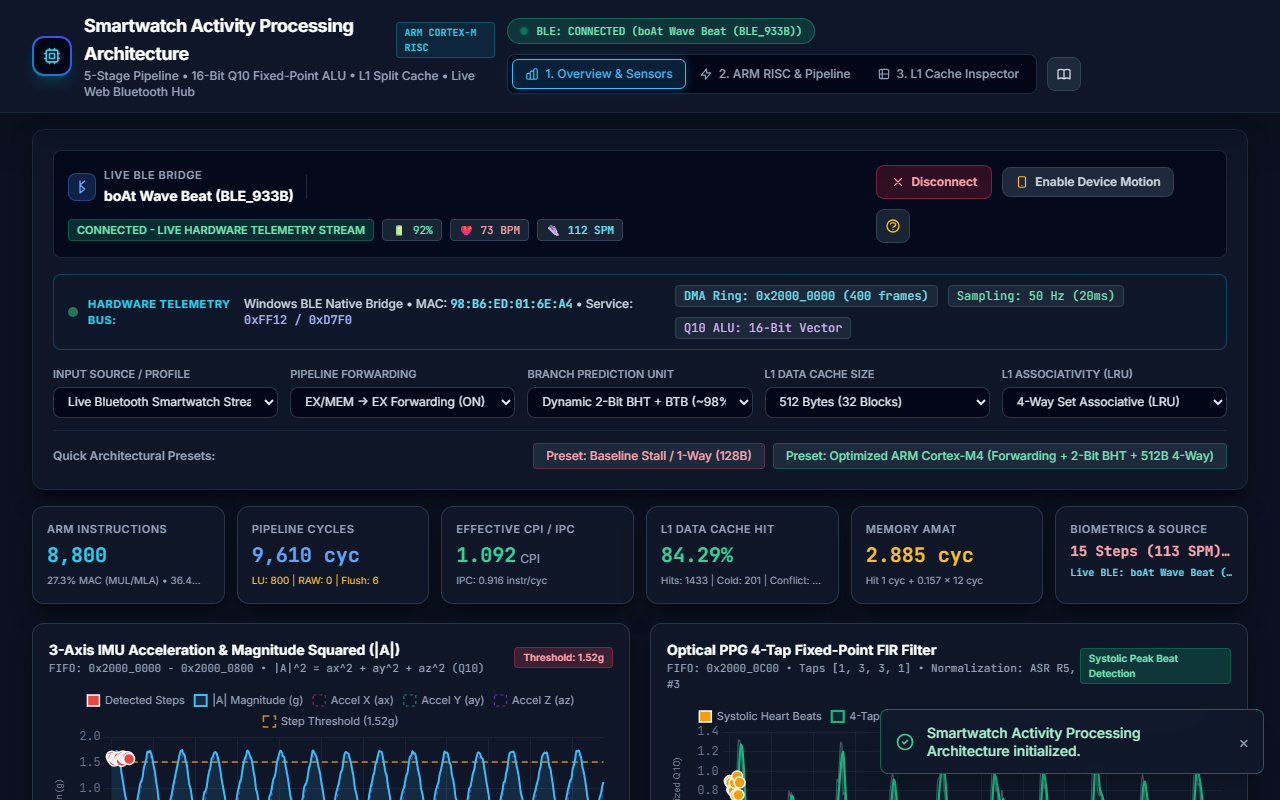 Smartwatch Activity Processing
Architecture
ARM CORTEX-M
RISC
5-Stage Pipeline • 16-Bit Q10 Fixed-Point ALU • L1 Split Cache • Live
Web Bluetooth Hub
BLE: CONNECTED (boAt Wave Beat (BLE_933B))
1. Overview & Sensors
2. ARM RISC & Pipeline
3. L1 Cache Inspector
LIVE BLE BRIDGE
boAt Wave Beat (BLE_933B)
Disconnect
Enable Device Motion
CONNECTED - LIVE HARDWARE TELEMETRY STREAM
92%
73 BPM
112 SPM
HARDWARE TELEMETRY
BUS:
Windows BLE Native Bridge • MAC: 98:B6:ED:01:6E:A4 • Service:
0xFF12 / 0xD7F0
DMA Ring: 0x2000_0000 (400 frames)
Sampling: 50 Hz (20ms)
Q10 ALU: 16-Bit Vector
INPUT SOURCE / PROFILE
PIPELINE FORWARDING
BRANCH PREDICTION UNIT
L1 DATA CACHE SIZE
L1 ASSOCIATIVITY (LRU)
Live Bluetooth Smartwatch Strea
EX/MEM → EX Forwarding (ON)
Dynamic 2-Bit BHT + BTB (~98%
512 Bytes (32 Blocks)
4-Way Set Associative (LRU)
Quick Architectural Presets:
Preset: Baseline Stall / 1-Way (128B)
Preset: Optimized ARM Cortex-M4 (Forwarding + 2-Bit BHT + 512B 4-Way)
ARM INSTRUCTIONS
8,800
27.3% MAC (MUL/MLA) • 36.4...
PIPELINE CYCLES
9,610 cyc
LU: 800 | RAW: 0 | Flush: 6
EFFECTIVE CPI / IPC
1.092 CPI
IPC: 0.916 instr/cyc
L1 DATA CACHE HIT
84.29%
Hits: 1433 | Cold: 201 | Conflict: ...
MEMORY AMAT
2.885 cyc
Hit 1 cyc + 0.157 × 12 cyc
BIOMETRICS & SOURCE
15 Steps (113 SPM)…
Live BLE: boAt Wave Beat (…
3-Axis IMU Acceleration & Magnitude Squared (|A|)
FIFO: 0x2000_0000 - 0x2000_0800 • |A|^2 = ax^2 + ay^2 + az^2 (Q10)
Threshold: 1.52g
Detected Steps
|A| Magnitude (g)
Accel X (ax)
Accel Y (ay)
Accel Z (az)
Step Threshold (1.52g)
2.0
1.5
1.0
Optical PPG 4-Tap Fixed-Point FIR Filter
FIFO: 0x2000_0C00 • Taps [1, 3, 3, 1] • Normalization: ASR R5,
#3
Systolic Peak Beat
Detection
Systolic Heart Beats
4-Tap
1.4
1.2
1.0
0.8
Smartwatch Activity Processing
Architecture initialized.